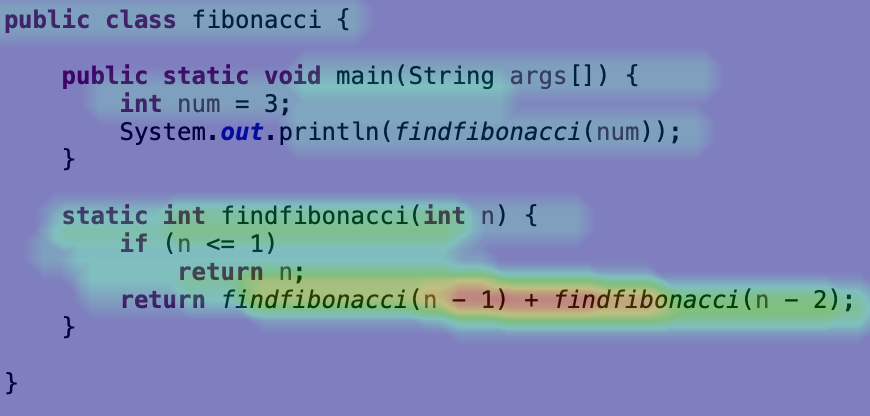 public class fibonacci {
public static void main(String args[]) {
int num = 3;
System.out.println(findfibonacci(num));
}
static int findfibonacci(int n) {
if (n <= 1)
return n;
return findfibonacci(n - 1) + findfibonacci(n - 2);
}
}